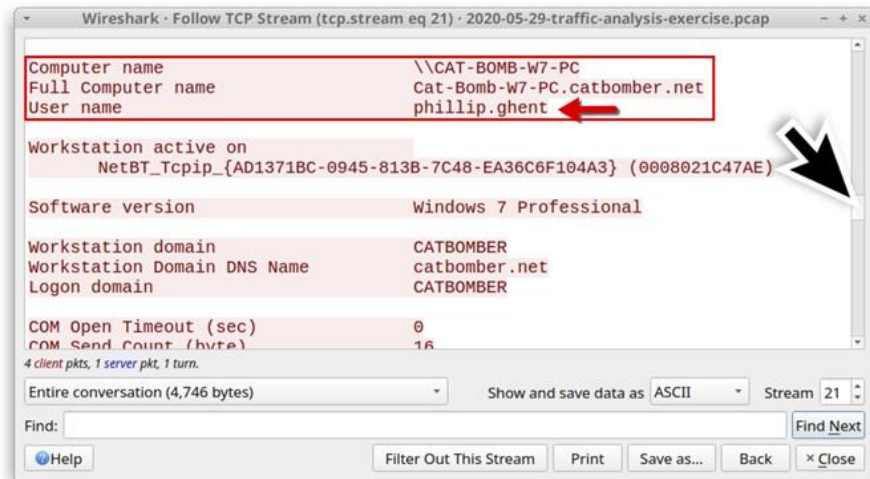 Wireshark · Follow TCP Stream (tcp.stream eq 21) · 2020-05-29-traffic-analysis-exercise.pcap
Computer name \\CAT-BOMB-W7-PC
Full Computer name Cat-Bomb-W7-PC.catbomber.net
User name phillip.ghent
Workstation active on
NetBT_Tcpip_{AD1371BC-0945-813B-7C48-EA36C6F104A3} (0008021C47AE)
Software version Windows 7 Professional
Workstation domain CATBOMBER
Workstation Domain DNS Name catbomber.net
Logon domain CATBOMBER
COM Open Timeout (sec) 0
COM Send Count (byte) 16
4 client pkts, 1 server pkt, 1 turn.
Entire conversation (4,746 bytes) Show and save data as ASCII Stream 21
Find: Find Next
Help Filter Out This Stream Print Save as... Back × Close